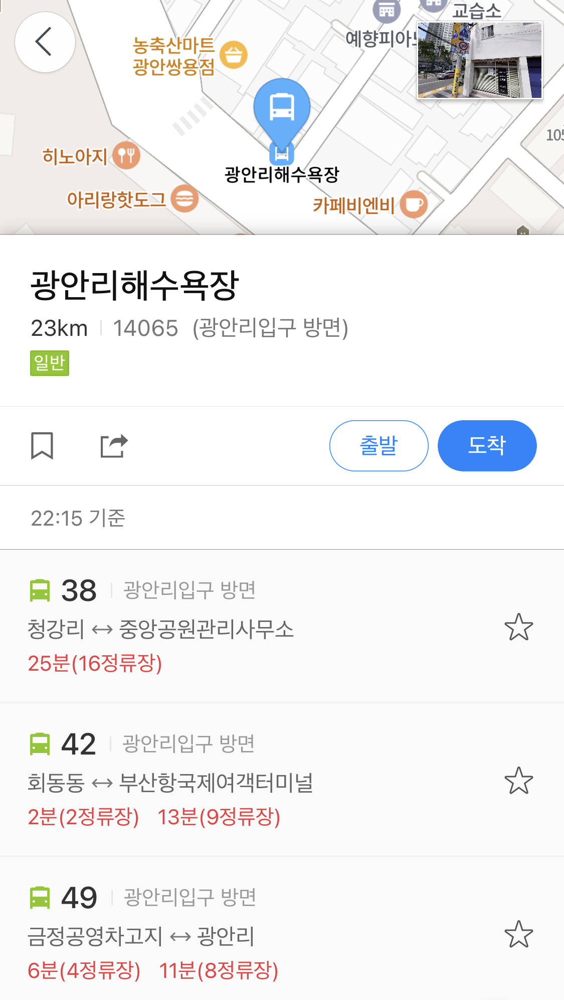 교습소
예향피아
농축산마트
광안쌍용점
105
히노아지
광안리해수욕장
아리랑핫도그
카페비엔비
광안리해수욕장
23km 14065 (광안리입구 방면)
일반
출발 도착
22:15 기준
38 광안리입구 방면
청강리 ↔ 중앙공원관리사무소
25분(16정류장)
42 광안리입구 방면
회동동 ↔ 부산항국제여객터미널
2분(2정류장) 13분(9정류장)
49 광안리입구 방면
금정공영차고지 ↔ 광안리
6분(4정류장) 11분(8정류장)